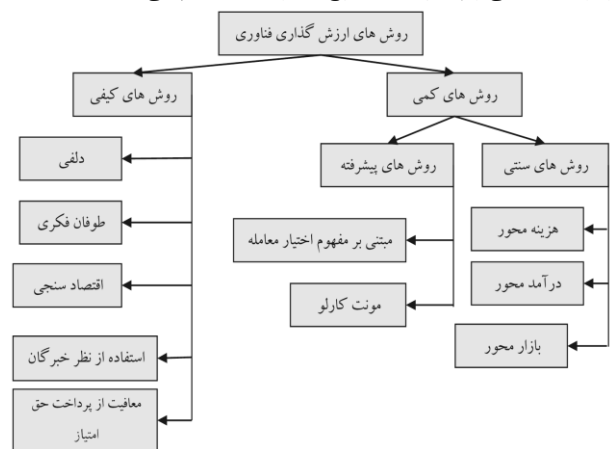 روش های ارزش گذاری فناوری
روش های کمی
روش های کیفی
روش های سنتی
روش های پیشرفته
هزینه محور
درآمد محور
بازار محور
مبتنی بر مفهوم اختیار معامله
مونت کارلو
دلفی
طوفان فکری
اقتصاد سنجی
استفاده از نظر خبرگان
معافیت از پرداخت حق
امتیاز